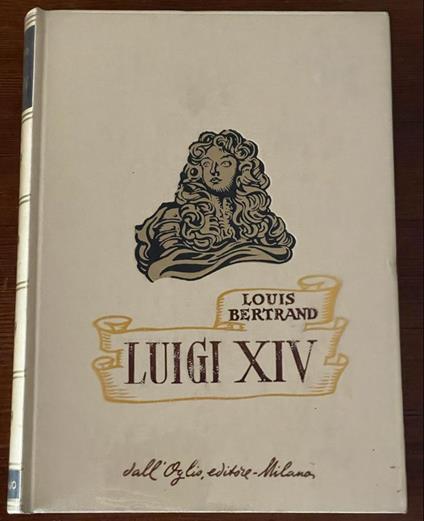 LOUIS
BERTRAND
LUIGI XIV
dall'Oglio, editore - Milano